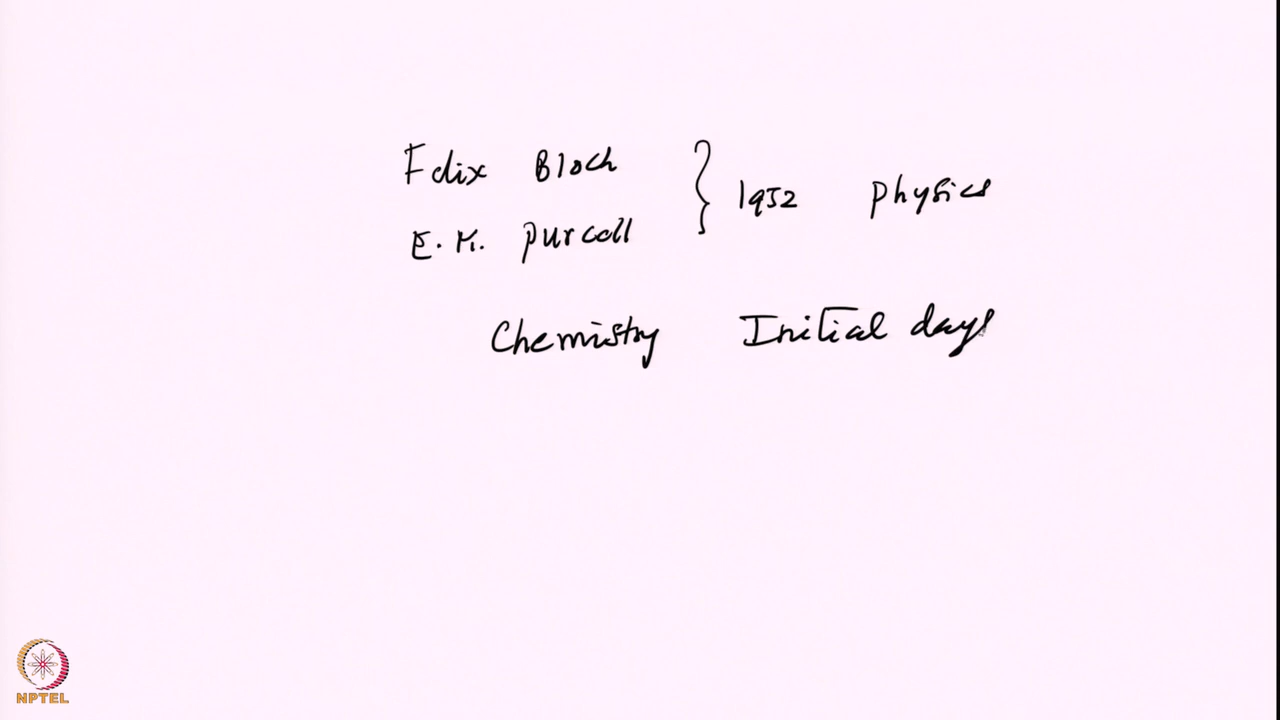 Felix Bloch
E. M. Purcell
} 1952 Physics
Chemistry Initial days
NPTEL